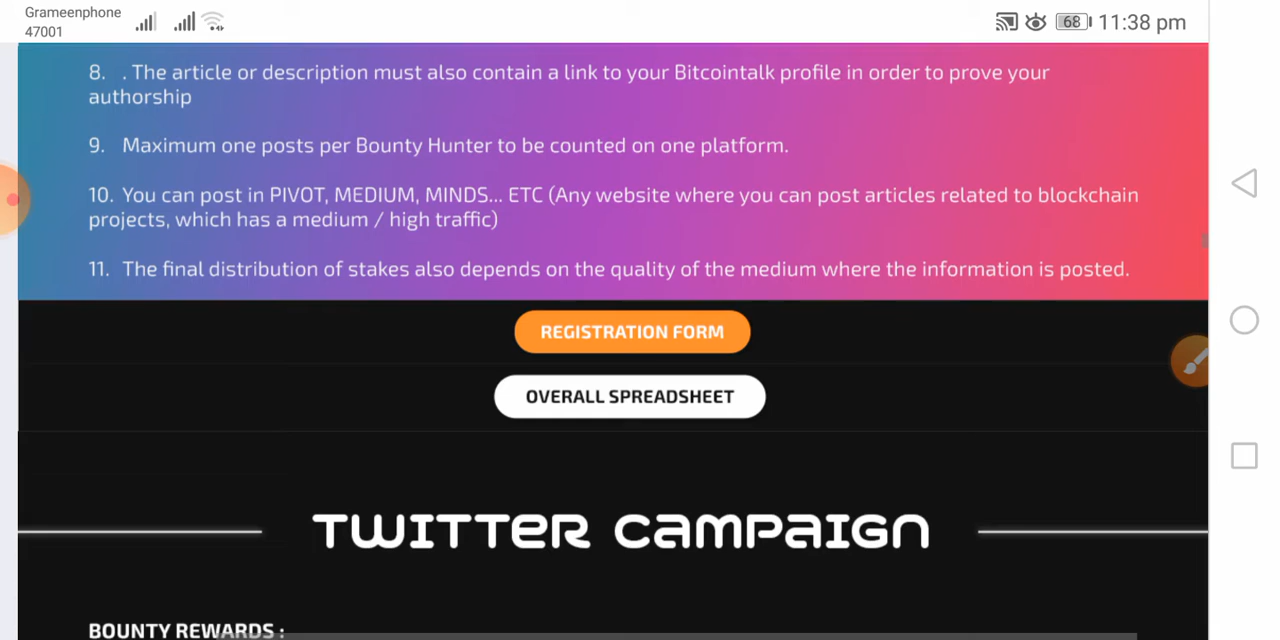 Grameenphone
47001
68 11:38 pm
8. . The article or description must also contain a link to your Bitcointalk profile in order to prove your
authorship
9. Maximum one posts per Bounty Hunter to be counted on one platform.
10. You can post in PIVOT, MEDIUM, MINDS... ETC (Any website where you can post articles related to blockchain
projects, which has a medium / high traffic)
11. The final distribution of stakes also depends on the quality of the medium where the information is posted.
REGISTRATION FORM
OVERALL SPREADSHEET
TWITTER CAMPAIGN
BOUNTY REWARDS :